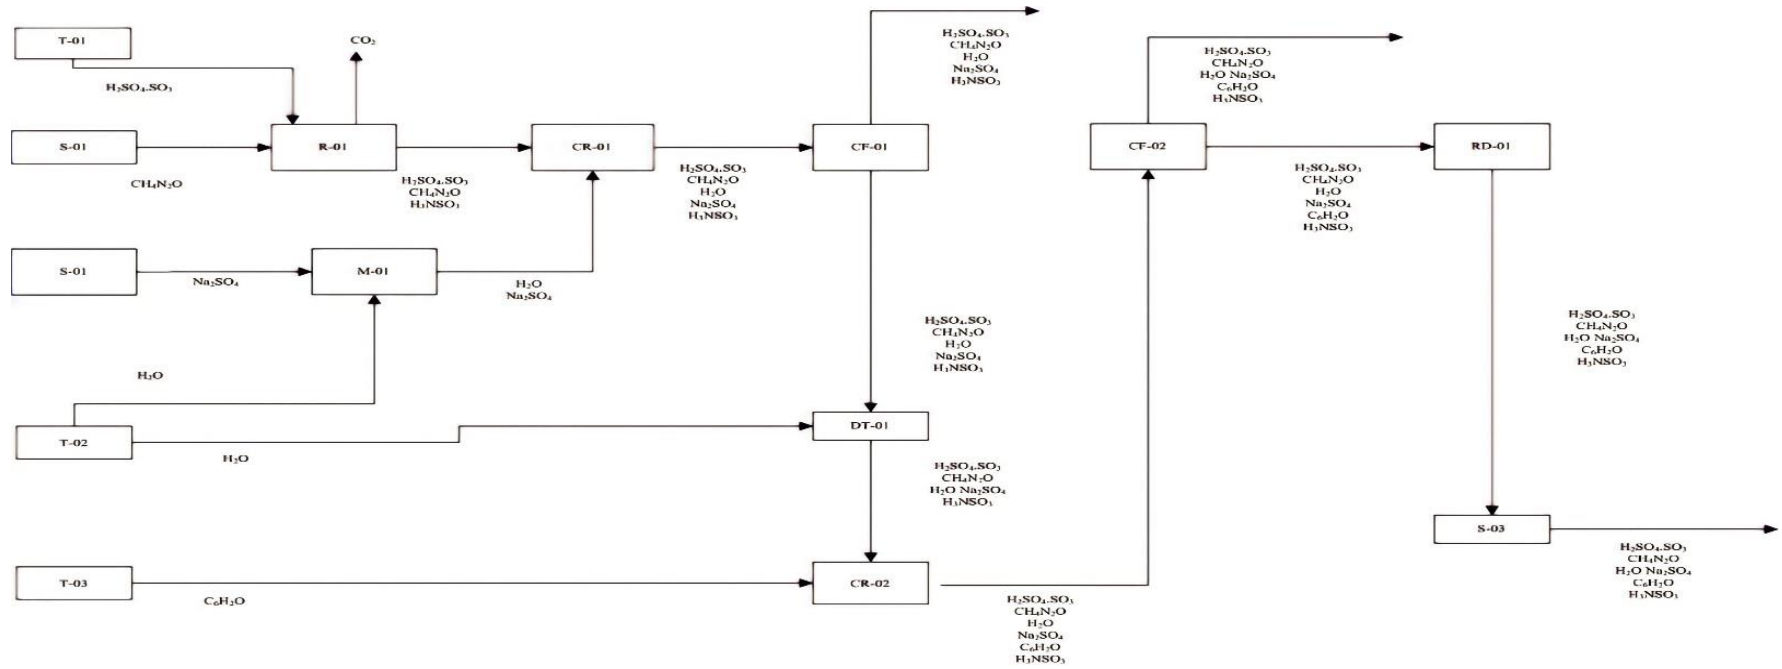 T-01
H₂SO₄.SO₃
CO₂
S-01
CH₄N₂O
R-01
H₂SO₄.SO₃
CH₄N₂O
H₃NSO₃
CR-01
H₂SO₄.SO₃
CH₄N₂O
H₂O
Na₂SO₄
H₃NSO₃
CF-01
H₂SO₄.SO₃
CH₄N₂O
H₂O
Na₂SO₄
H₃NSO₃
CF-02
H₂SO₄.SO₃
CH₄N₂O
H₂O Na₂SO₄
C₆H₂O
H₃NSO₃
H₂SO₄.SO₃
CH₄N₂O
H₂O
Na₂SO₄
C₆H₂O
H₃NSO₃
RD-01
S-01
Na₂SO₄
M-01
H₂O
Na₂SO₄
H₂O
H₂SO₄.SO₃
CH₄N₂O
H₂O
Na₂SO₄
H₃NSO₃
H₂SO₄.SO₃
CH₄N₂O
H₂O Na₂SO₄
C₆H₂O
H₃NSO₃
T-02
H₂O
DT-01
H₂SO₄.SO₃
CH₄N₂O
H₂O Na₂SO₄
H₃NSO₃
T-03
C₆H₂O
CR-02
H₂SO₄.SO₃
CH₄N₂O
H₂O
Na₂SO₄
C₆H₂O
H₃NSO₃
S-03
H₂SO₄.SO₃
CH₄N₂O
H₂O Na₂SO₄
C₆H₂O
H₃NSO₃